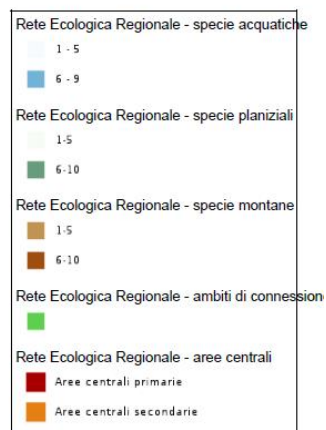 Rete Ecologica Regionale - specie acquatiche
1 - 5
6 - 9
Rete Ecologica Regionale - specie planiziali
1-5
6-10
Rete Ecologica Regionale - specie montane
1-5
6-10
Rete Ecologica Regionale - ambiti di connessione
Rete Ecologica Regionale - aree centrali
Aree centrali primarie
Aree centrali secondarie